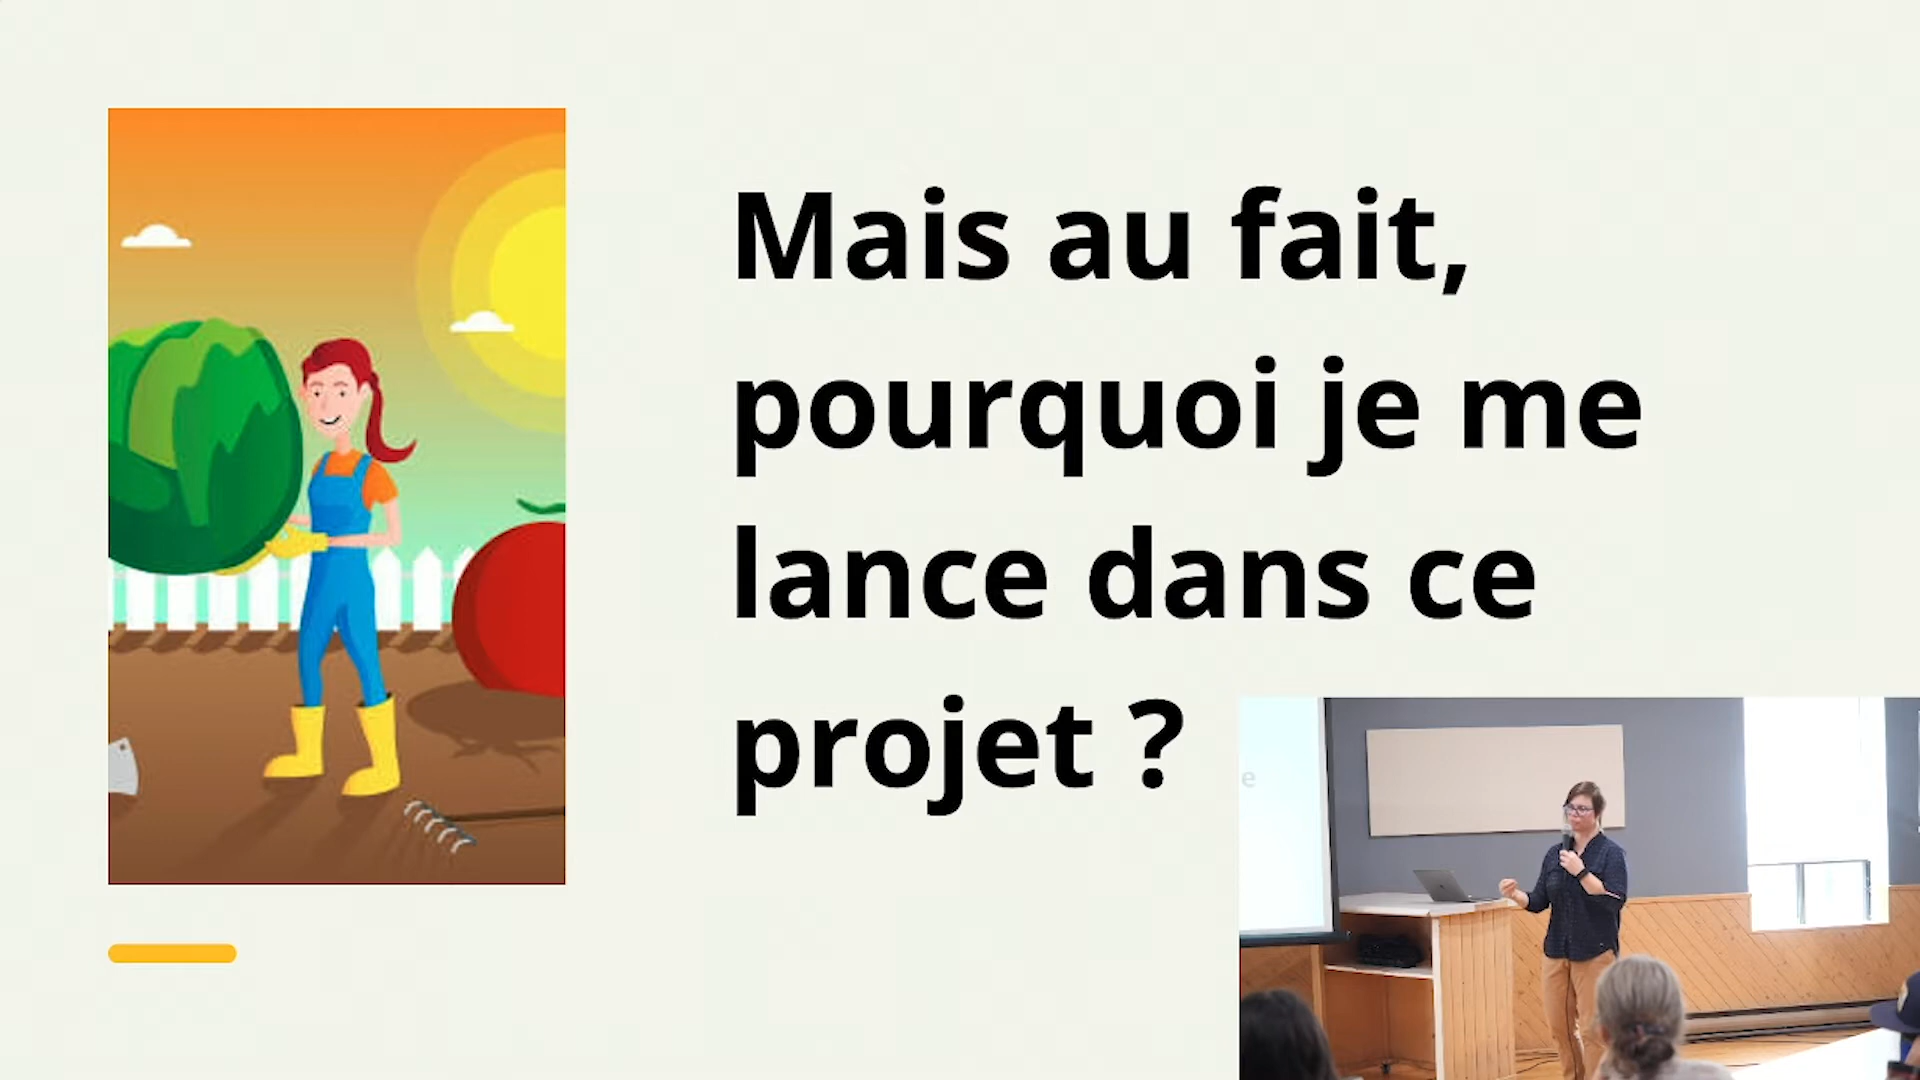 Mais au fait,
pourquoi je me
lance dans ce
projet ?
e